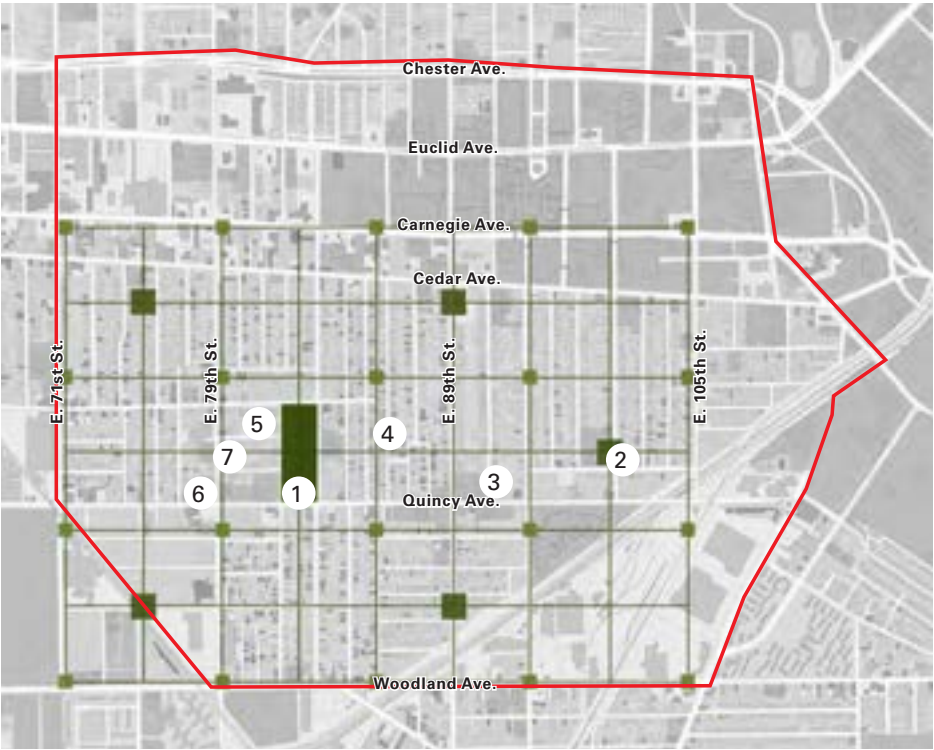 Chester Ave.
Euclid Ave.
Carnegie Ave.
Cedar Ave.
E. 71st St.
E. 79th St.
E. 89th St.
E. 105th St.
5
4
7
2
3
6
1
Quincy Ave.
Woodland Ave.